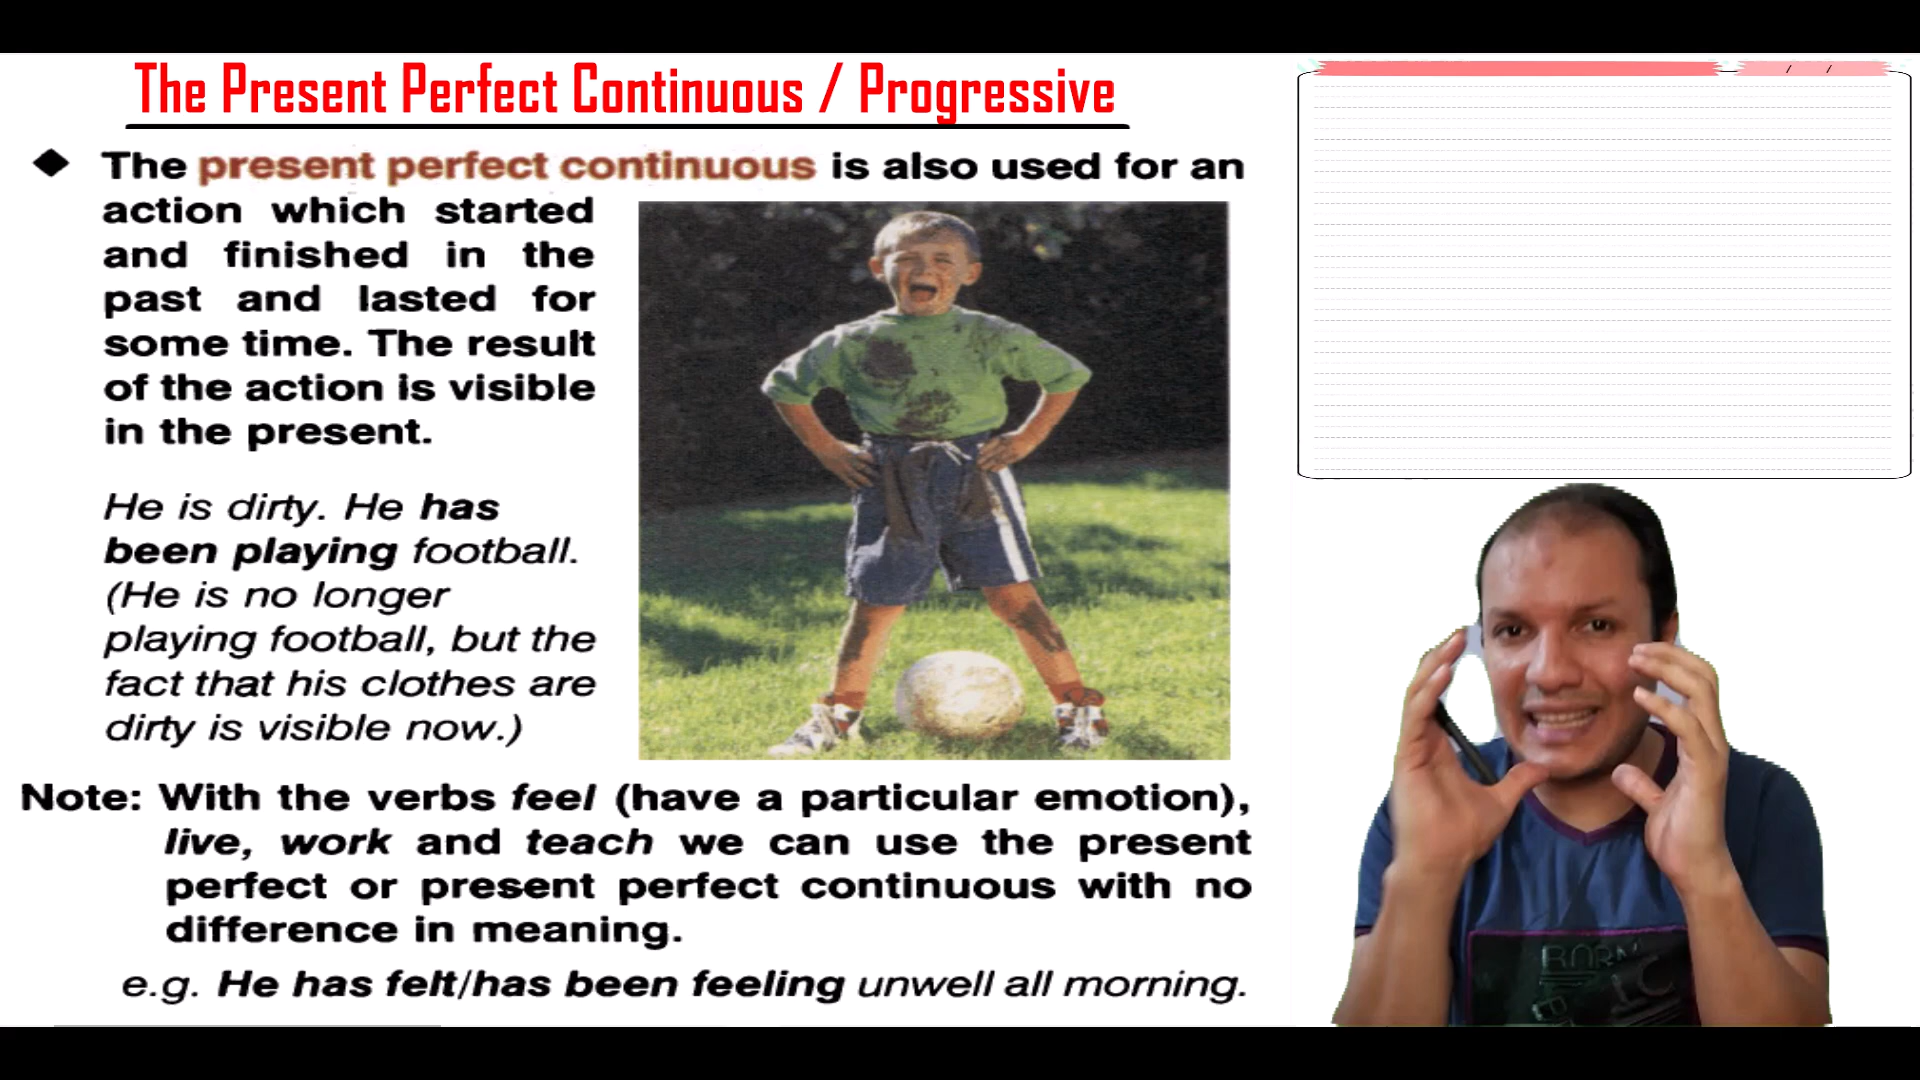 The Present Perfect Continuous / Progressive
◆ The present perfect continuous is also used for an
action which started
and finished in the
past and lasted for
some time. The result
of the action is visible
in the present.
He is dirty. He has
been playing football.
(He is no longer
playing football, but the
fact that his clothes are
dirty is visible now.)
Note: With the verbs feel (have a particular emotion),
live, work and teach we can use the present
perfect or present perfect continuous with no
difference in meaning.
e.g. He has felt/has been feeling unwell all morning.
/ /